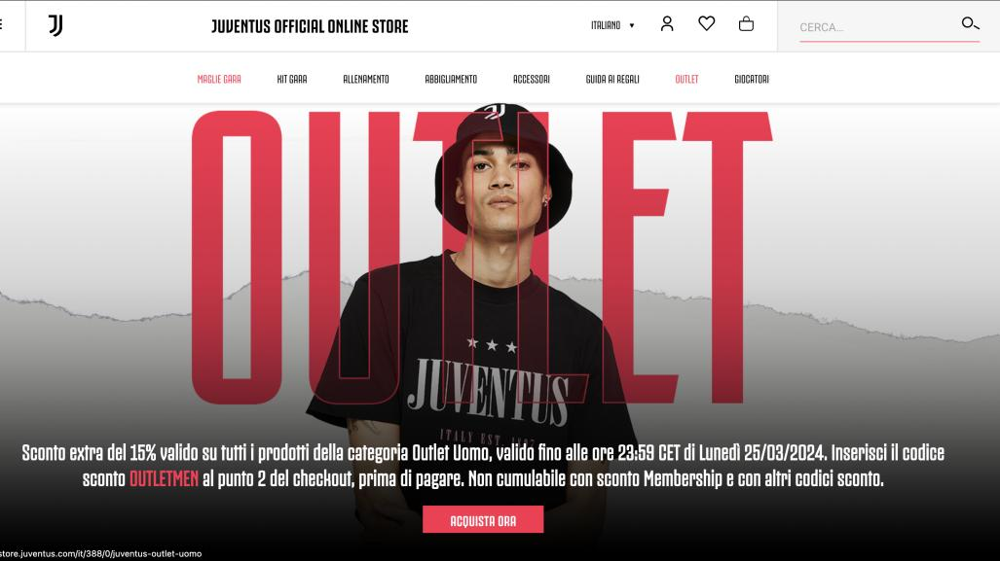 JUVENTUS OFFICIAL ONLINE STORE
ITALIANO
CERCA...
MAGLIE GARA
KIT GARA
ALLENAMENTO
ABBIGLIAMENTO
ACCESSORI
GUIDA AI REGALI
OUTLET
GIOCATORI
OUTLET
JUVENTUS
ITALY EST. 1897
Sconto extra del 15% valido su tutti i prodotti della categoria Outlet Uomo, valido fino alle ore 23:59 CET di Lunedì 25/03/2024. Inserisci il codice
sconto OUTLETMEN al punto 2 del checkout, prima di pagare. Non cumulabile con sconto Membership e con altri codici sconto.
ACQUISTA ORA
store.juventus.com/it/388/0/juventus-outlet-uomo